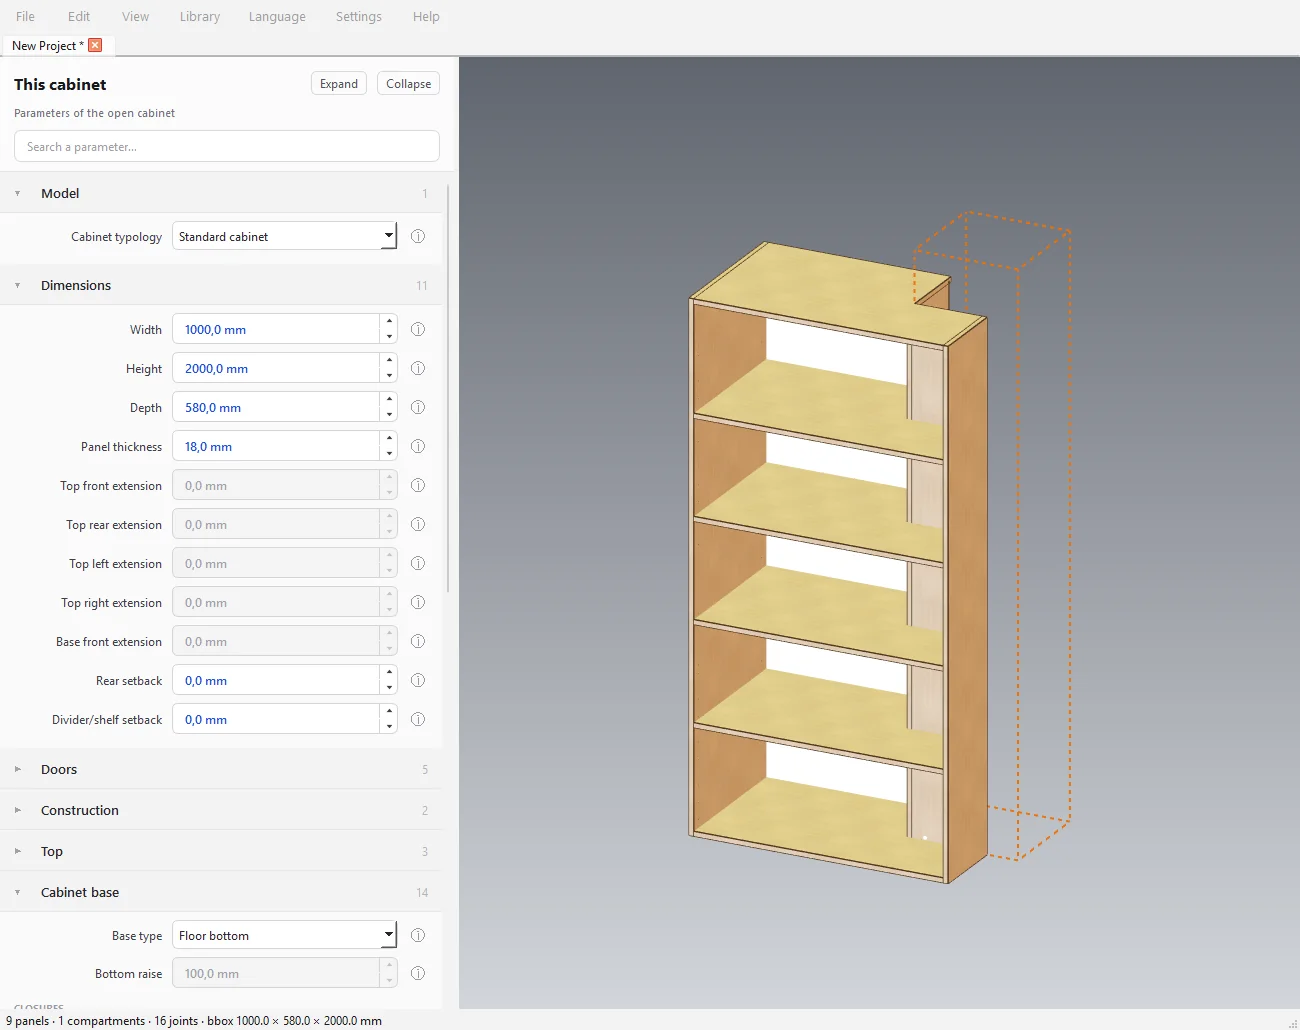 File Edit View Library Language Settings Help
New Project *
This cabinet Expand Collapse
Parameters of the open cabinet
Search a parameter...
Model 1
Cabinet typology Standard cabinet
Dimensions 11
Width 1000,0 mm
Height 2000,0 mm
Depth 580,0 mm
Panel thickness 18,0 mm
Top front extension 0,0 mm
Top rear extension 0,0 mm
Top left extension 0,0 mm
Top right extension 0,0 mm
Base front extension 0,0 mm
Rear setback 0,0 mm
Divider/shelf setback 0,0 mm
Doors 5
Construction 2
Top 3
Cabinet base 14
Base type Floor bottom
Bottom raise 100,0 mm
CLOSURES
9 panels · 1 compartments · 16 joints · bbox 1000.0 × 580.0 × 2000.0 mm